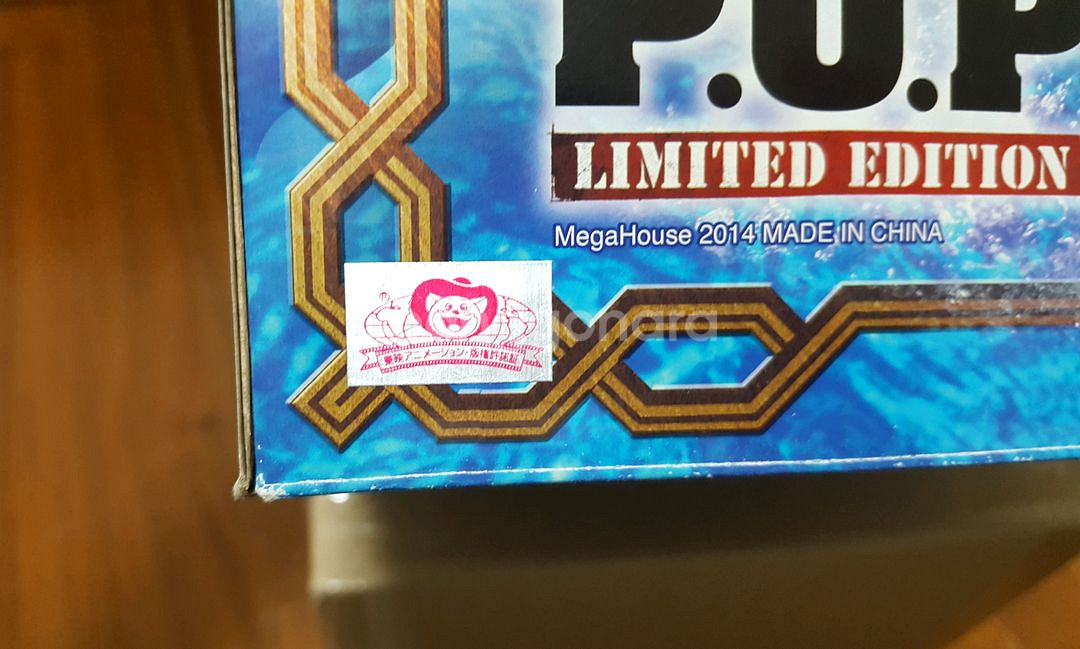 P.O.P
LIMITED EDITION
MegaHouse 2014 MADE IN CHINA
東映アニメーション・版権許諾証